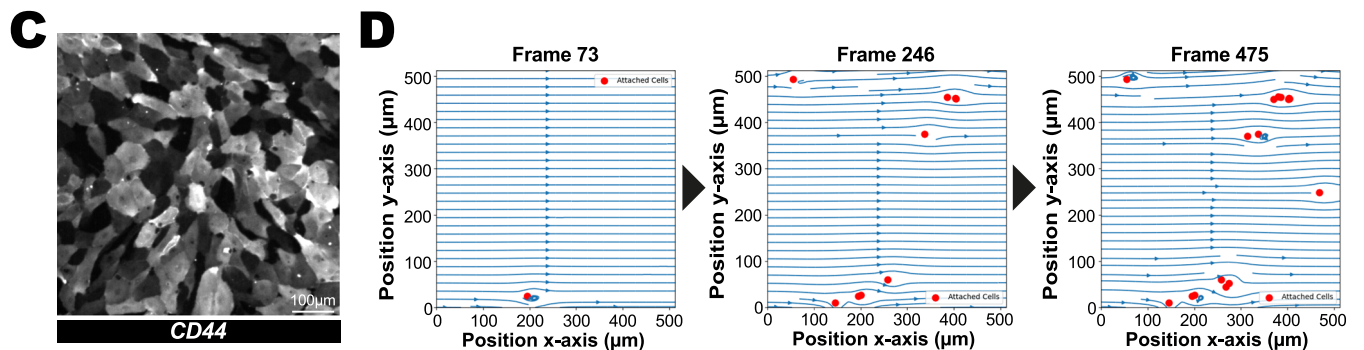 C
100μm
CD44
D
Frame 73
Attached Cells
Position y-axis (μm)
500
400
300
200
100
0
0 100 200 300 400 500
Position x-axis (μm)
Frame 246
Position y-axis (μm)
500
400
300
200
100
0
Attached Cells
0 100 200 300 400 500
Position x-axis (μm)
Frame 475
Position y-axis (μm)
500
400
300
200
100
0
Attached Cells
0 100 200 300 400 500
Position x-axis (μm)